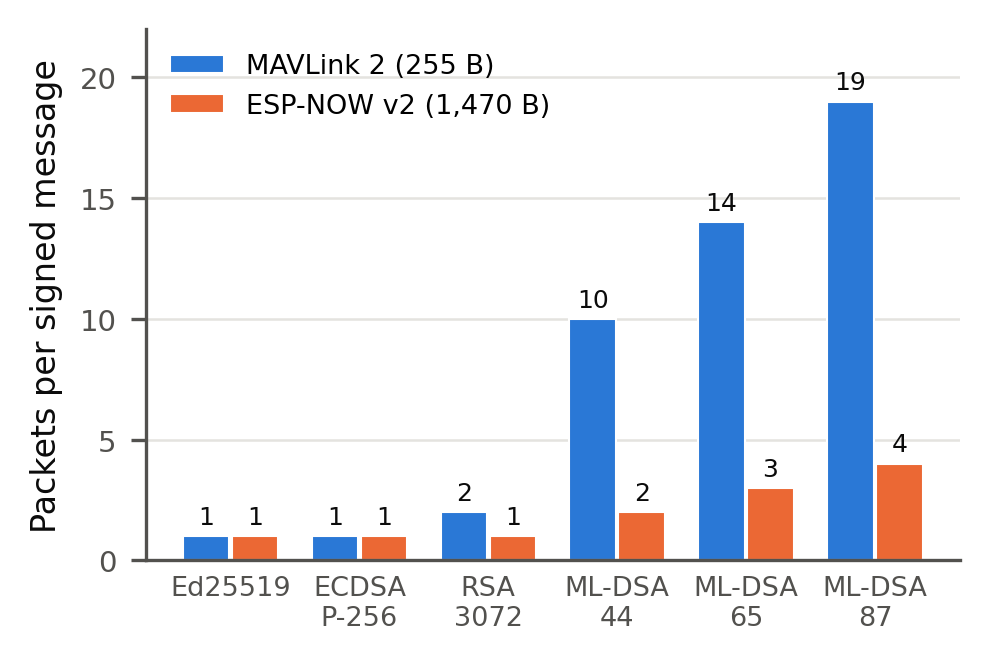 Packets per signed message
MAVLink 2 (255 B)
ESP-NOW v2 (1,470 B)
20
15
10
5
0
1 1 1 1 2 1 10 2 14 3 19 4
Ed25519 ECDSA RSA ML-DSA ML-DSA ML-DSA
P-256 3072 44 65 87